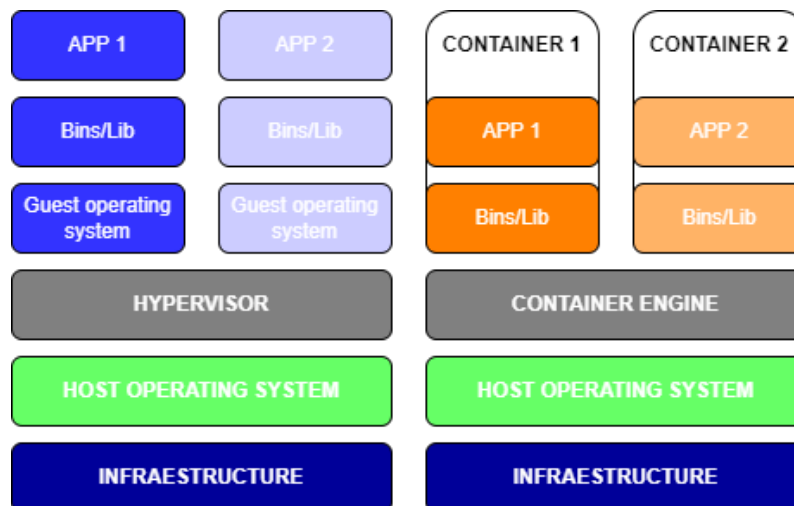 APP 1
APP 2
CONTAINER 1
CONTAINER 2
Bins/Lib
Bins/Lib
APP 1
APP 2
Guest operating
system
Guest operating
system
Bins/Lib
Bins/Lib
HYPERVISOR
CONTAINER ENGINE
HOST OPERATING SYSTEM
HOST OPERATING SYSTEM
INFRAESTRUCTURE
INFRAESTRUCTURE